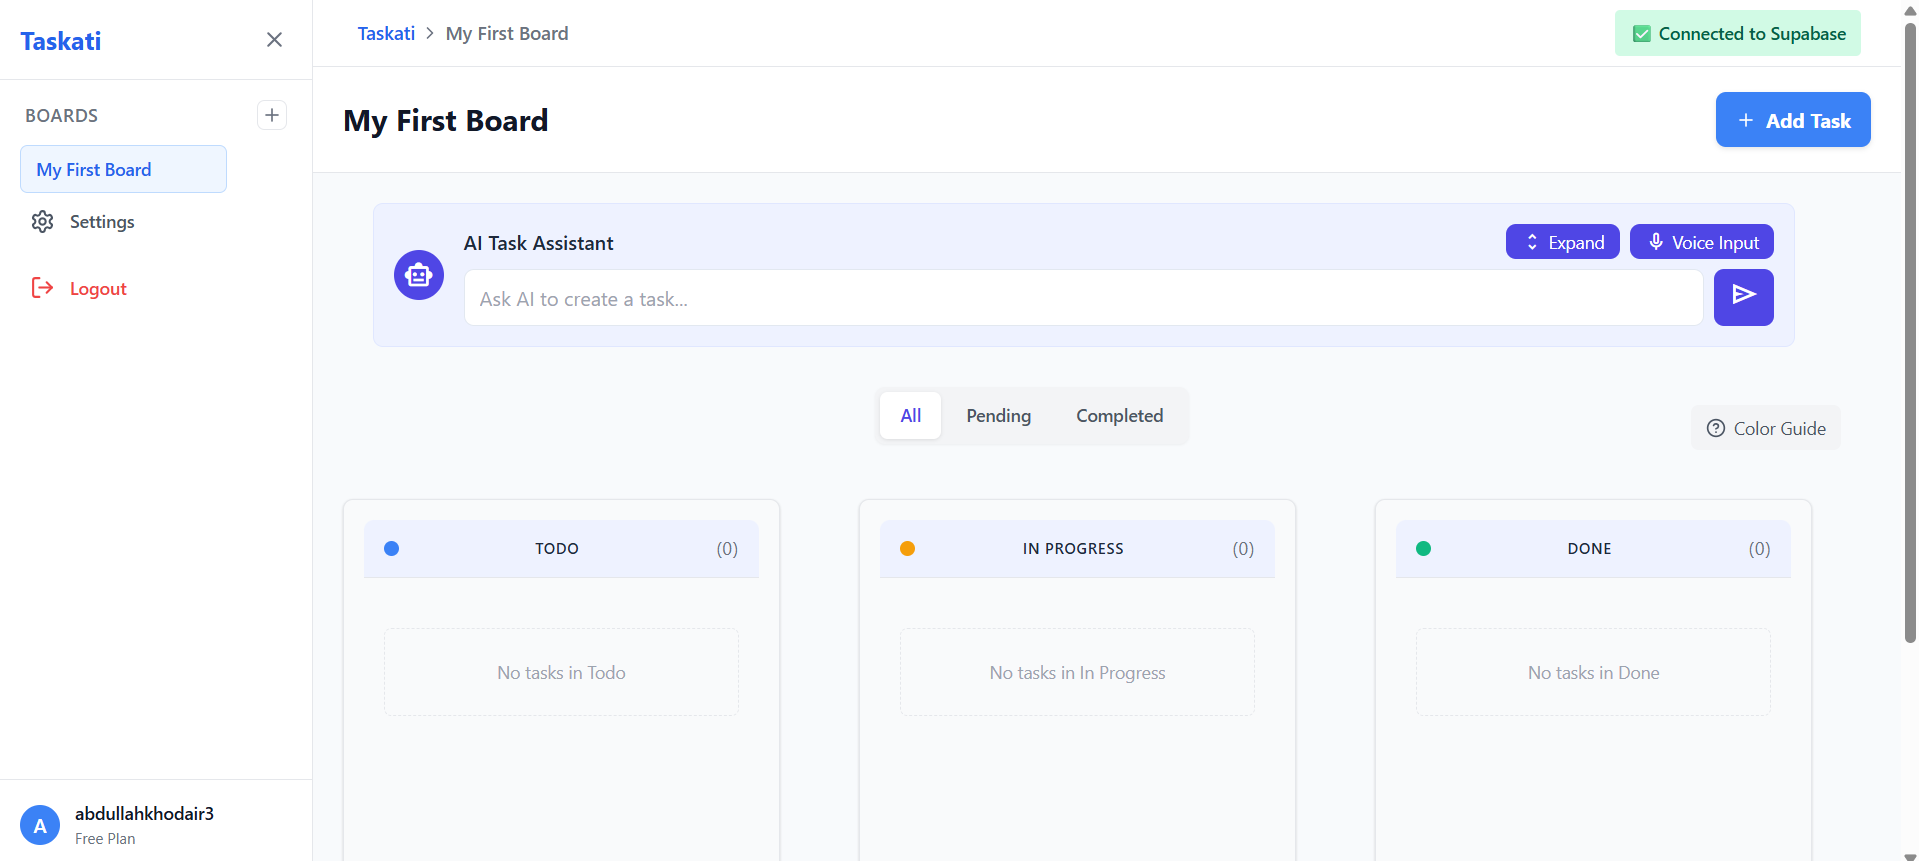 Taskati
BOARDS
My First Board
Settings
Logout
abdullahkhodair3
Free Plan
A
Taskati > My First Board
✅ Connected to Supabase
My First Board
+ Add Task
AI Task Assistant
Expand
Voice Input
Ask AI to create a task...
All
Pending
Completed
Color Guide
TODO (0)
No tasks in Todo
IN PROGRESS (0)
No tasks in In Progress
DONE (0)
No tasks in Done